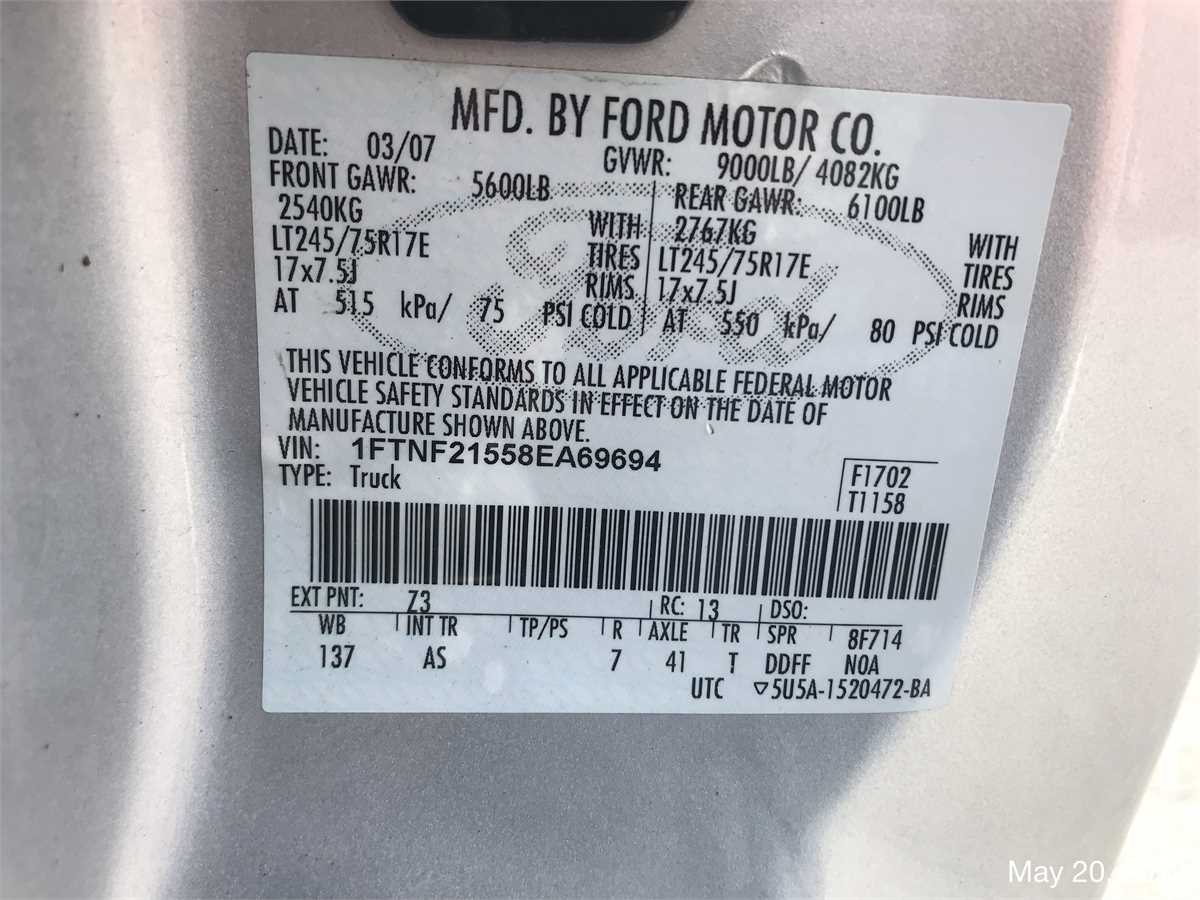 MFD. BY FORD MOTOR CO.
DATE: 03/07 GVWR: 9000LB/ 4082KG
FRONT GAWR: 5600LB REAR GAWR: 6100LB
2540KG WITH 2767KG WITH
LT245/75R17E TIRES LT245/75R17E TIRES
17x7.5J RIMS 17x7.5J RIMS
AT 515 kPa/ 75 PSI COLD AT 550 kPa/ 80 PSI COLD
Ford
THIS VEHICLE CONFORMS TO ALL APPLICABLE FEDERAL MOTOR
VEHICLE SAFETY STANDARDS IN EFFECT ON THE DATE OF
MANUFACTURE SHOWN ABOVE.
VIN: 1FTNF21558EA69694
TYPE: Truck
F1702
T1158
EXT PNT: Z3 RC: 13 DSO:
WB INT TR TP/PS R AXLE TR SPR 8F714
137 AS 7 41 T DDFF N0A
UTC ▽5U5A-1520472-BA
May 20,